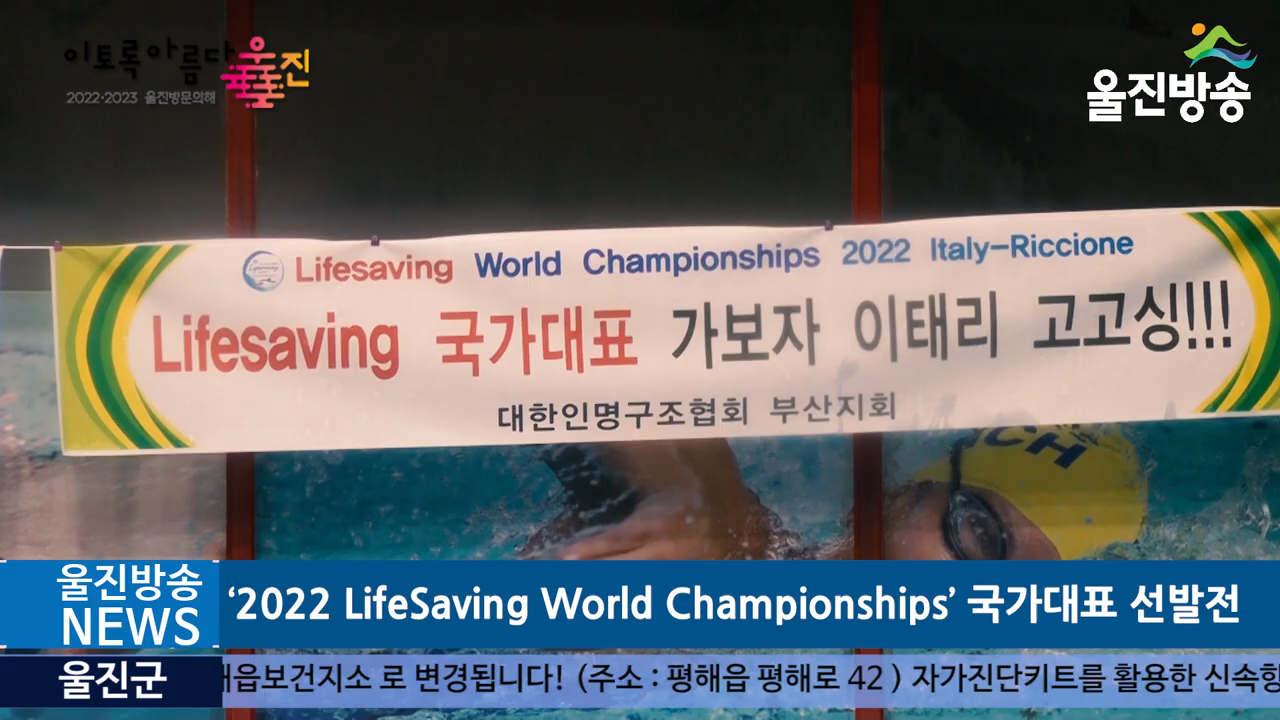 이토록 아름다울진
2022·2023 울진방문의해
울진방송
Lifesaving World Championships 2022 Italy-Riccione
Lifesaving 국가대표 가보자 이태리 고고싱!!!
대한인명구조협회 부산지회
CH
울진방송
NEWS
‘2022 LifeSaving World Championships’ 국가대표 선발전
울진군
해읍보건지소 로 변경됩니다! (주소 : 평해읍 평해로 42 ) 자가진단키트를 활용한 신속항